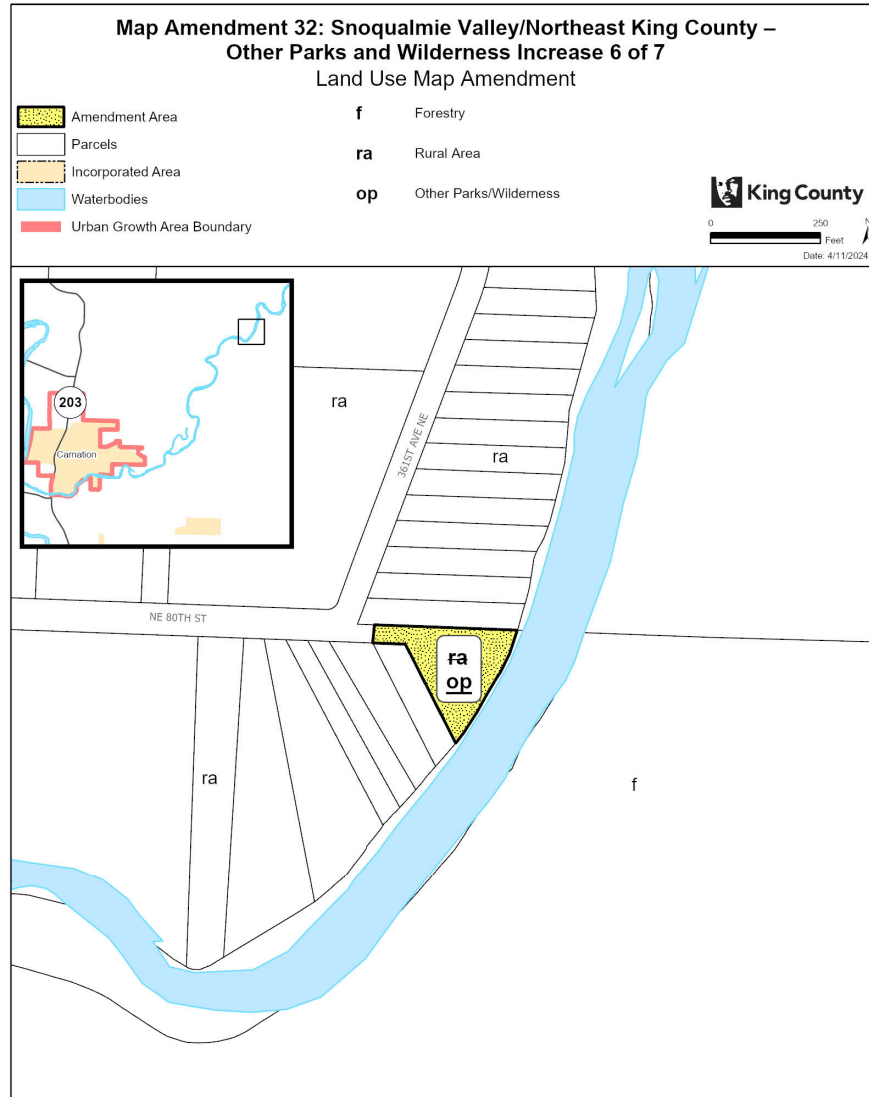 Map Amendment 32: Snoqualmie Valley/Northeast King County –
Other Parks and Wilderness Increase 6 of 7
Land Use Map Amendment
Amendment Area
Parcels
Incorporated Area
Waterbodies
Urban Growth Area Boundary
f Forestry
ra Rural Area
op Other Parks/Wilderness
King County
0 250
Feet
N
Date: 4/11/2024
203
Carnation
ra
361ST AVE NE
ra
NE 80TH ST
ra
op
ra
f